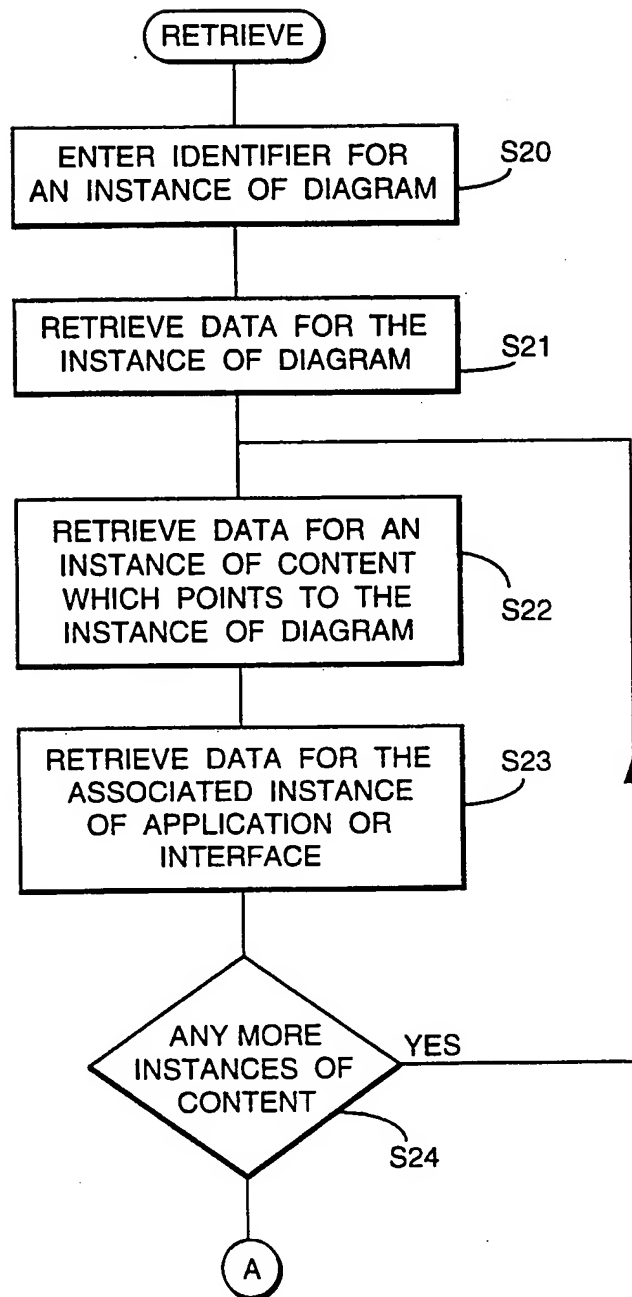 RETRIEVE
ENTER IDENTIFIER FOR
AN INSTANCE OF DIAGRAM
S20
RETRIEVE DATA FOR THE
INSTANCE OF DIAGRAM
S21
RETRIEVE DATA FOR AN
INSTANCE OF CONTENT
WHICH POINTS TO THE
INSTANCE OF DIAGRAM
S22
RETRIEVE DATA FOR THE
ASSOCIATED INSTANCE
OF APPLICATION OR
INTERFACE
S23
ANY MORE
INSTANCES OF
CONTENT
YES
S24
A